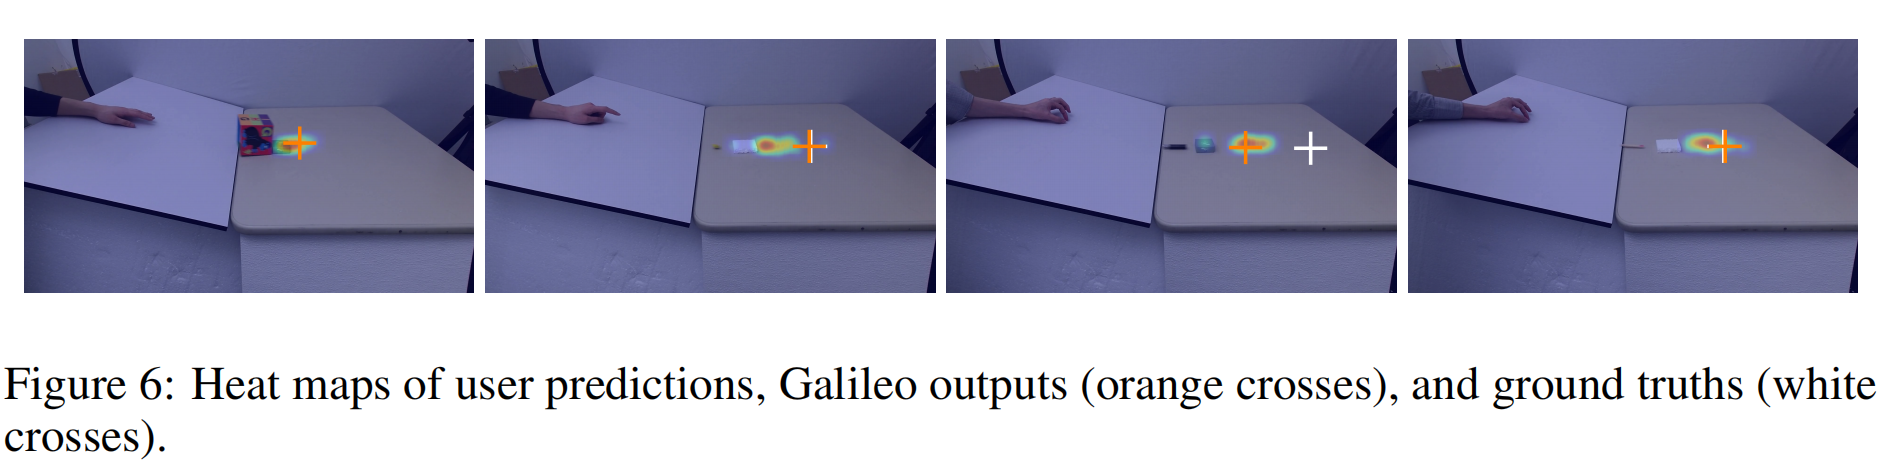 Figure 6: Heat maps of user predictions, Galileo outputs (orange crosses), and ground truths (white
crosses).